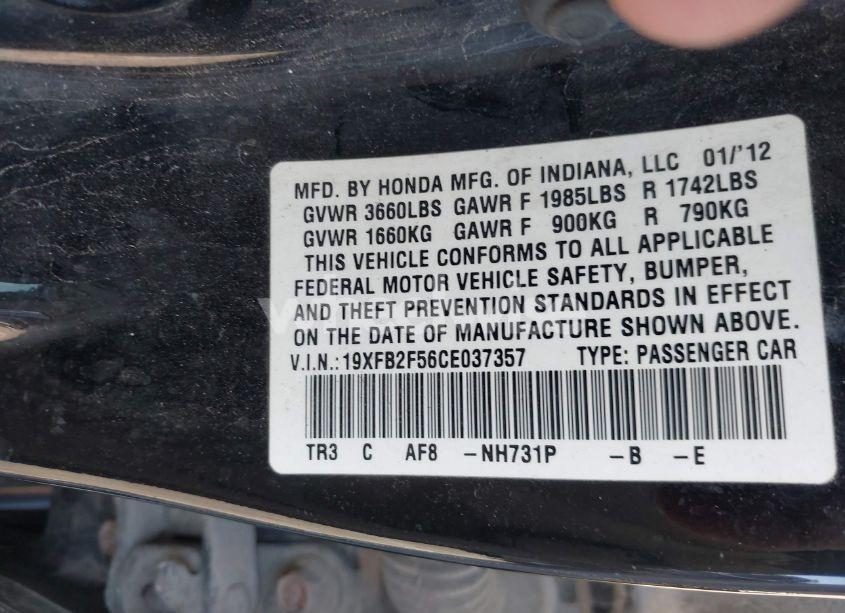 MFD. BY HONDA MFG. OF INDIANA, LLC 01/'12
GVWR 3660LBS GAWR F 1985LBS R 1742LBS
GVWR 1660KG GAWR F 900KG R 790KG
THIS VEHICLE CONFORMS TO ALL APPLICABLE
FEDERAL MOTOR VEHICLE SAFETY, BUMPER,
AND THEFT PREVENTION STANDARDS IN EFFECT
ON THE DATE OF MANUFACTURE SHOWN ABOVE.
V.I.N.:19XFB2F56CE037357 TYPE: PASSENGER CAR
TR3 C AF8 -NH731P -B -E